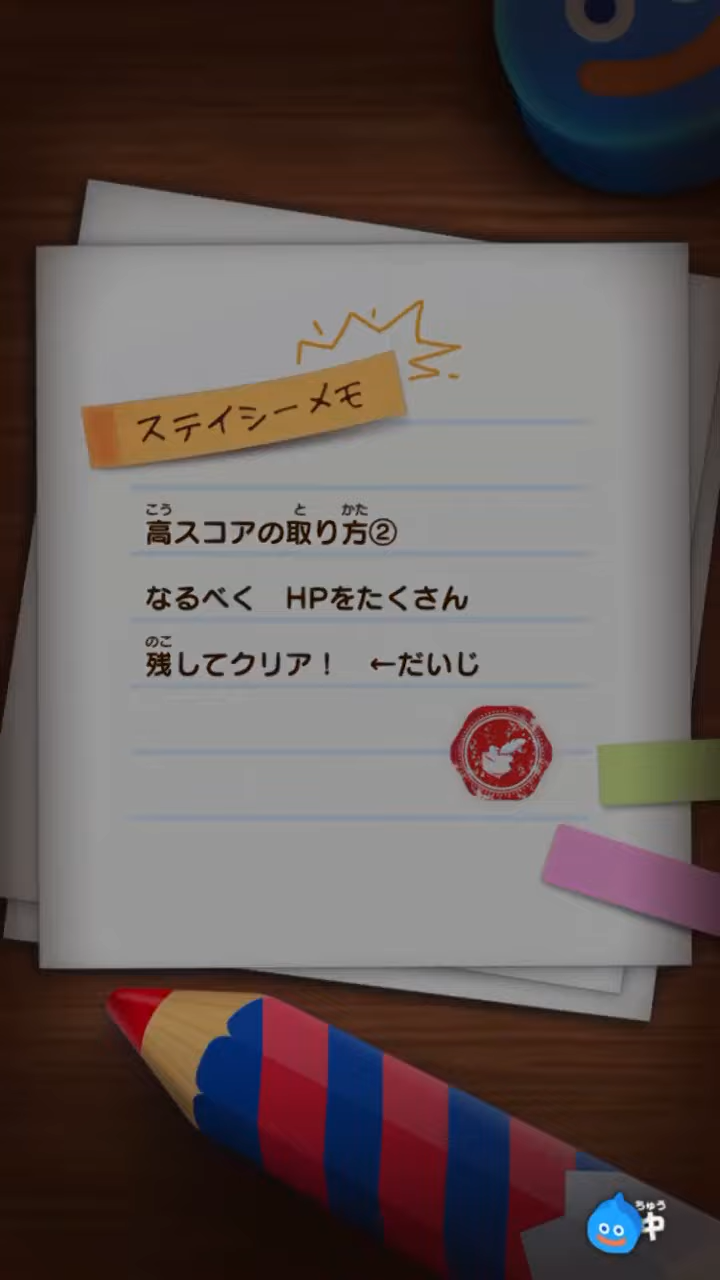 ステイシーメモ
高スコアの取り方②
なるべく　HPをたくさん
残してクリア！　←だいじ
中